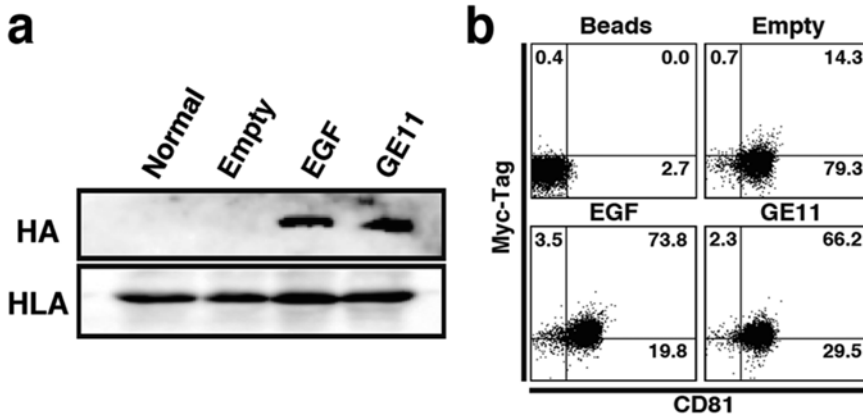 a
Normal
Empty
EGF
GE11
HA
HLA
b
Beads
Empty
0.4
0.0
0.7
14.3
2.7
79.3
EGF
GE11
3.5
73.8
2.3
66.2
19.8
29.5
Myc-Tag
CD81